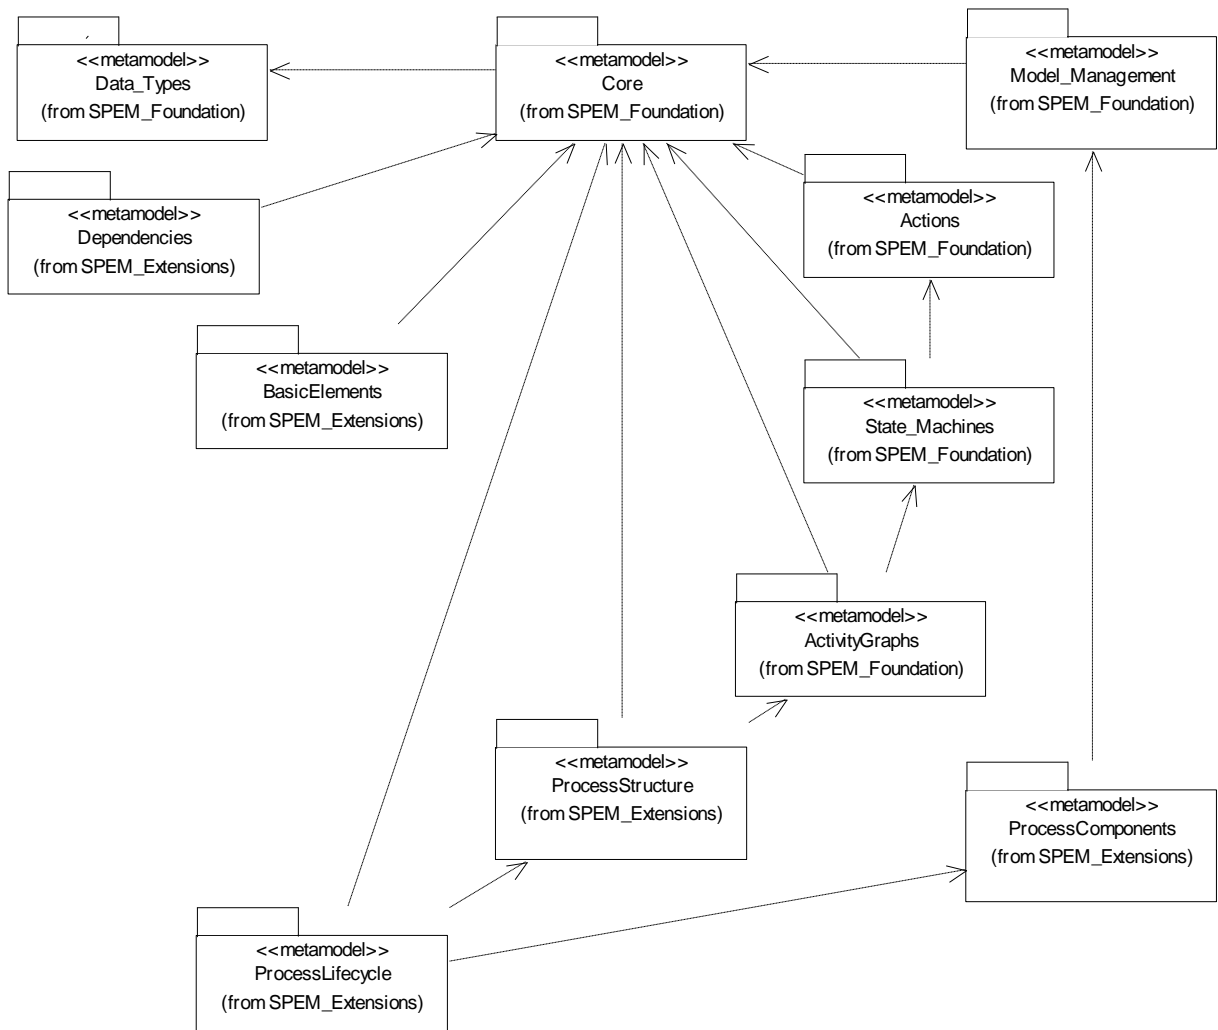 <<metamodel>>
Data_Types
(from SPEM_Foundation)
<<metamodel>>
Core
(from SPEM_Foundation)
<<metamodel>>
Model_Management
(from SPEM_Foundation)
<<metamodel>>
Dependencies
(from SPEM_Extensions)
<<metamodel>>
Actions
(from SPEM_Foundation)
<<metamodel>>
BasicElements
(from SPEM_Extensions)
<<metamodel>>
State_Machines
(from SPEM_Foundation)
<<metamodel>>
ActivityGraphs
(from SPEM_Foundation)
<<metamodel>>
ProcessStructure
(from SPEM_Extensions)
<<metamodel>>
ProcessComponents
(from SPEM_Extensions)
<<metamodel>>
ProcessLifecycle
(from SPEM_Extensions)